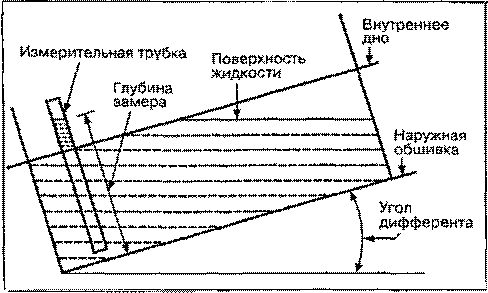 Внутреннее
дно
Измерительная трубка
Поверхность
жидкости
Глубина
замера
Наружная
обшивка
Угол
дифферента